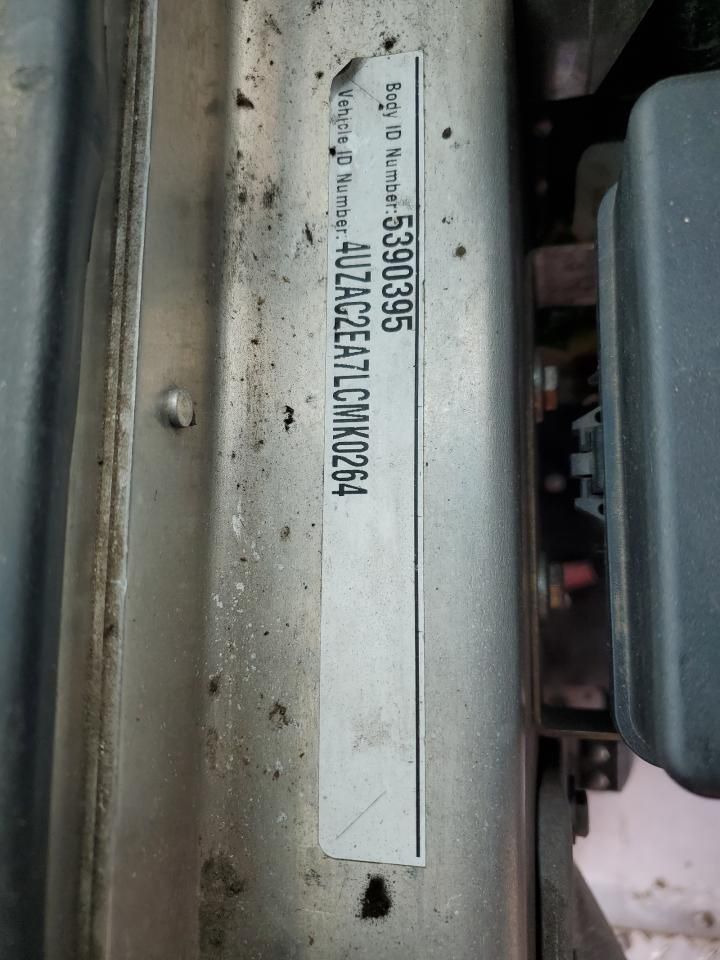 Body ID Number:5390395
Vehicle ID Number:4UZAC2EA7LCMK0264